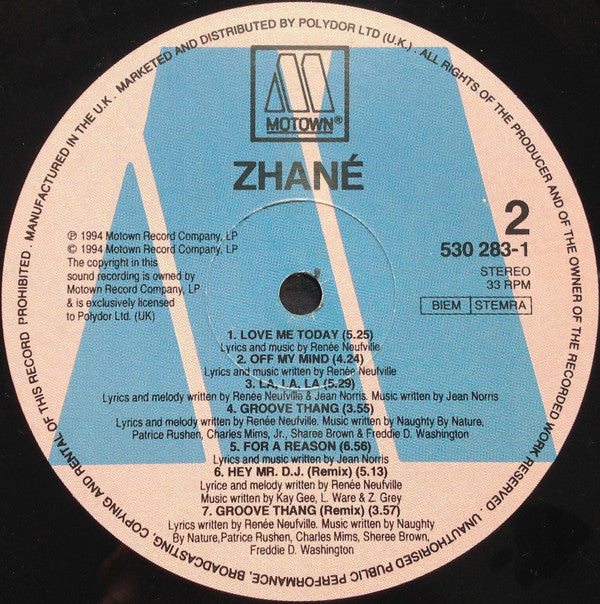 MANUFACTURED IN THE U.K. . MARKETED AND DISTRIBUTED BY POLYDOR LTD (U.K.) . ALL RIGHTS OF THE PRODUCER AND OF THE OWNER OF THE RECORDED WORK RESERVED . UNAUTHORISED PUBLIC PERFORMANCE, BROADCASTING, COPYING AND RENTAL OF THIS RECORD PROHIBITED .
MOTOWN®
ZHANÉ
℗ 1994 Motown Record Company, LP
© 1994 Motown Record Company, LP
The copyright in this
sound recording is owned by
Motown Record Company, LP
& is exclusively licensed
to Polydor Ltd. (UK)
2
530 283-1
STEREO
33 RPM
BIEM STEMRA
1. LOVE ME TODAY (5.25)
Lyrics and music by Renée Neufville
2. OFF MY MIND (4.24)
Lyrics and music written by Renée Neufville
3. LA, LA, LA (5.29)
Lyrics and melody written by Renée Neufville & Jean Norris. Music written by Jean Norris
4. GROOVE THANG (3.55)
Lyrics and melody written by Renée Neufville. Music written by Naughty By Nature,
Patrice Rushen, Charles Mims, Jr., Sharee Brown & Freddie D. Washington
5. FOR A REASON (6.56)
Lyrics and music written by Jean Norris
6. HEY MR. D.J. (Remix) (5.13)
Lyrics and melody written by Renée Neufville
Music written by Kay Gee, L. Ware & Z. Grey
7. GROOVE THANG (Remix) (3.57)
Lyrics written by Renée Neufville. Music written by Naughty
By Nature,Patrice Rushen, Charles Mims, Sheree Brown,
Freddie D. Washington